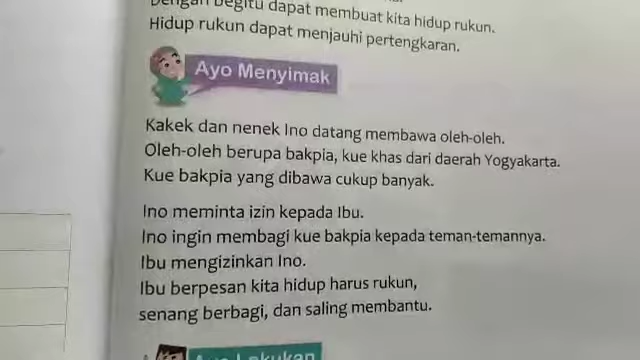 Dengan begitu dapat membuat kita hidup rukun.
Hidup rukun dapat menjauhi pertengkaran.
Ayo Menyimak
Kakek dan nenek Ino datang membawa oleh-oleh.
Oleh-oleh berupa bakpia, kue khas dari daerah Yogyakarta.
Kue bakpia yang dibawa cukup banyak.
Ino meminta izin kepada Ibu.
Ino ingin membagi kue bakpia kepada teman-temannya.
Ibu mengizinkan Ino.
Ibu berpesan kita hidup harus rukun,
senang berbagi, dan saling membantu.
Ayo Lakukan